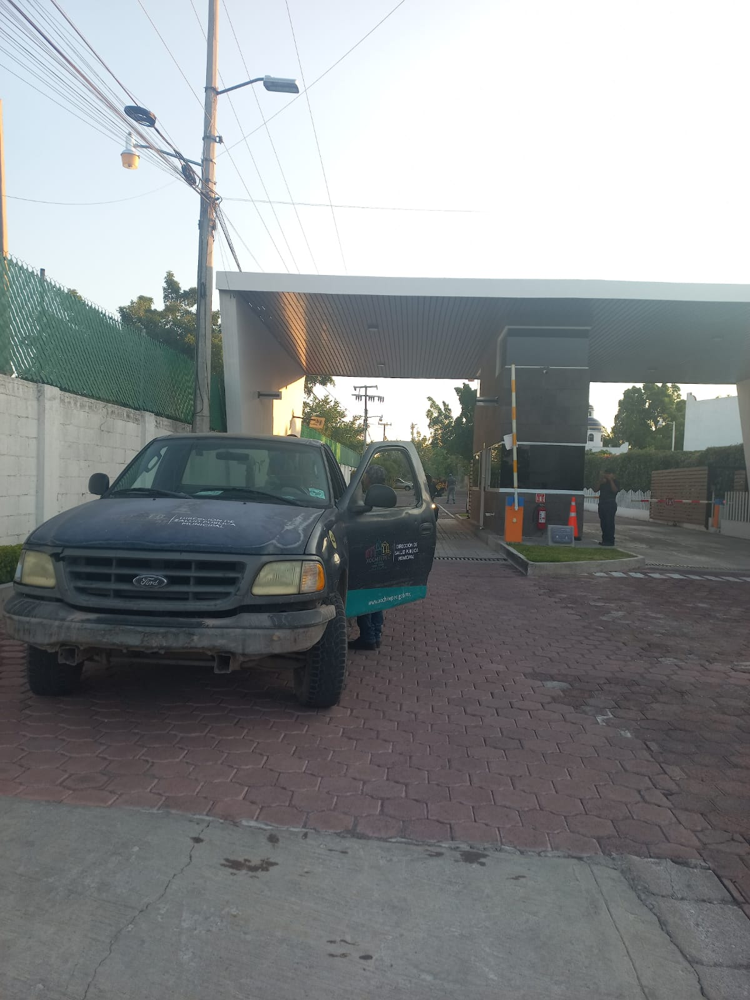 DIRECCIÓN DE
SALUD PÚBLICA
MUNICIPAL
Ford
XOCHITEPEC
DIRECCIÓN DE
SALUD PÚBLICA
MUNICIPAL
www.xochitepec.gob.mx